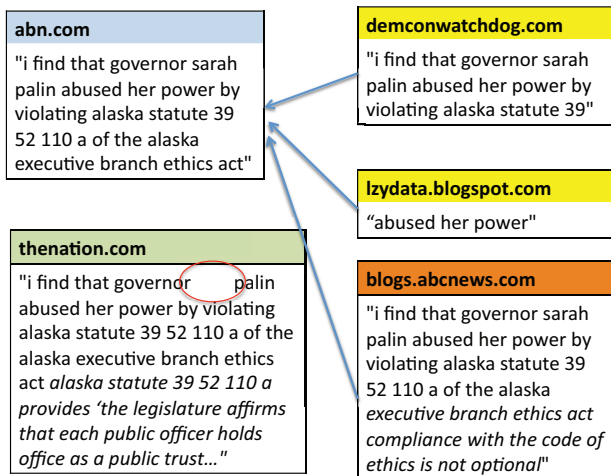 abn.com
"i find that governor sarah
palin abused her power by
violating alaska statute 39
52 110 a of the alaska
executive branch ethics act"
demconwatchdog.com
"i find that governor sarah
palin abused her power by
violating alaska statute 39"
lzydata.blogspot.com
“abused her power"
thenation.com
"i find that governor palin
abused her power by violating
alaska statute 39 52 110 a of the
alaska executive branch ethics
act alaska statute 39 52 110 a
provides ‘the legislature affirms
that each public officer holds
office as a public trust…"
blogs.abcnews.com
"i find that governor sarah
palin abused her power by
violating alaska statute 39
52 110 a of the alaska
executive branch ethics act
compliance with the code of
ethics is not optional"